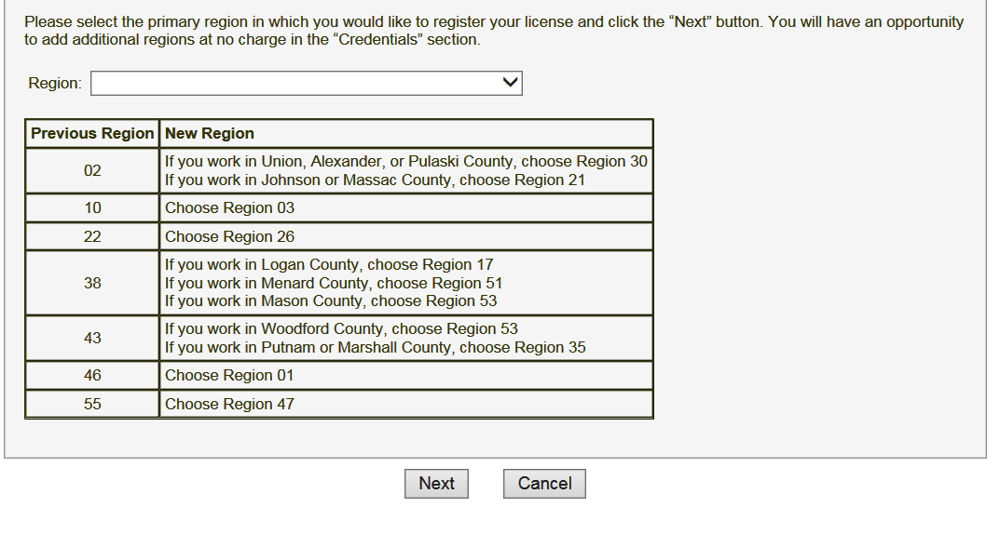 Please select the primary region in which you would like to register your license and click the “Next” button. You will have an opportunity
to add additional regions at no charge in the “Credentials” section.
Region:
Previous Region New Region
02
If you work in Union, Alexander, or Pulaski County, choose Region 30
If you work in Johnson or Massac County, choose Region 21
10 Choose Region 03
22 Choose Region 26
38
If you work in Logan County, choose Region 17
If you work in Menard County, choose Region 51
If you work in Mason County, choose Region 53
43
If you work in Woodford County, choose Region 53
If you work in Putnam or Marshall County, choose Region 35
46 Choose Region 01
55 Choose Region 47
Next Cancel